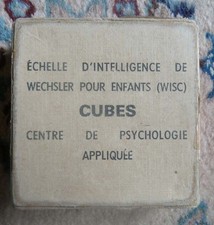 ÉCHELLE D'INTELLIGENCE DE
WECHSLER POUR ENFANTS (WISC)
CUBES
CENTRE DE PSYCHOLOGIE
APPLIQUÉE